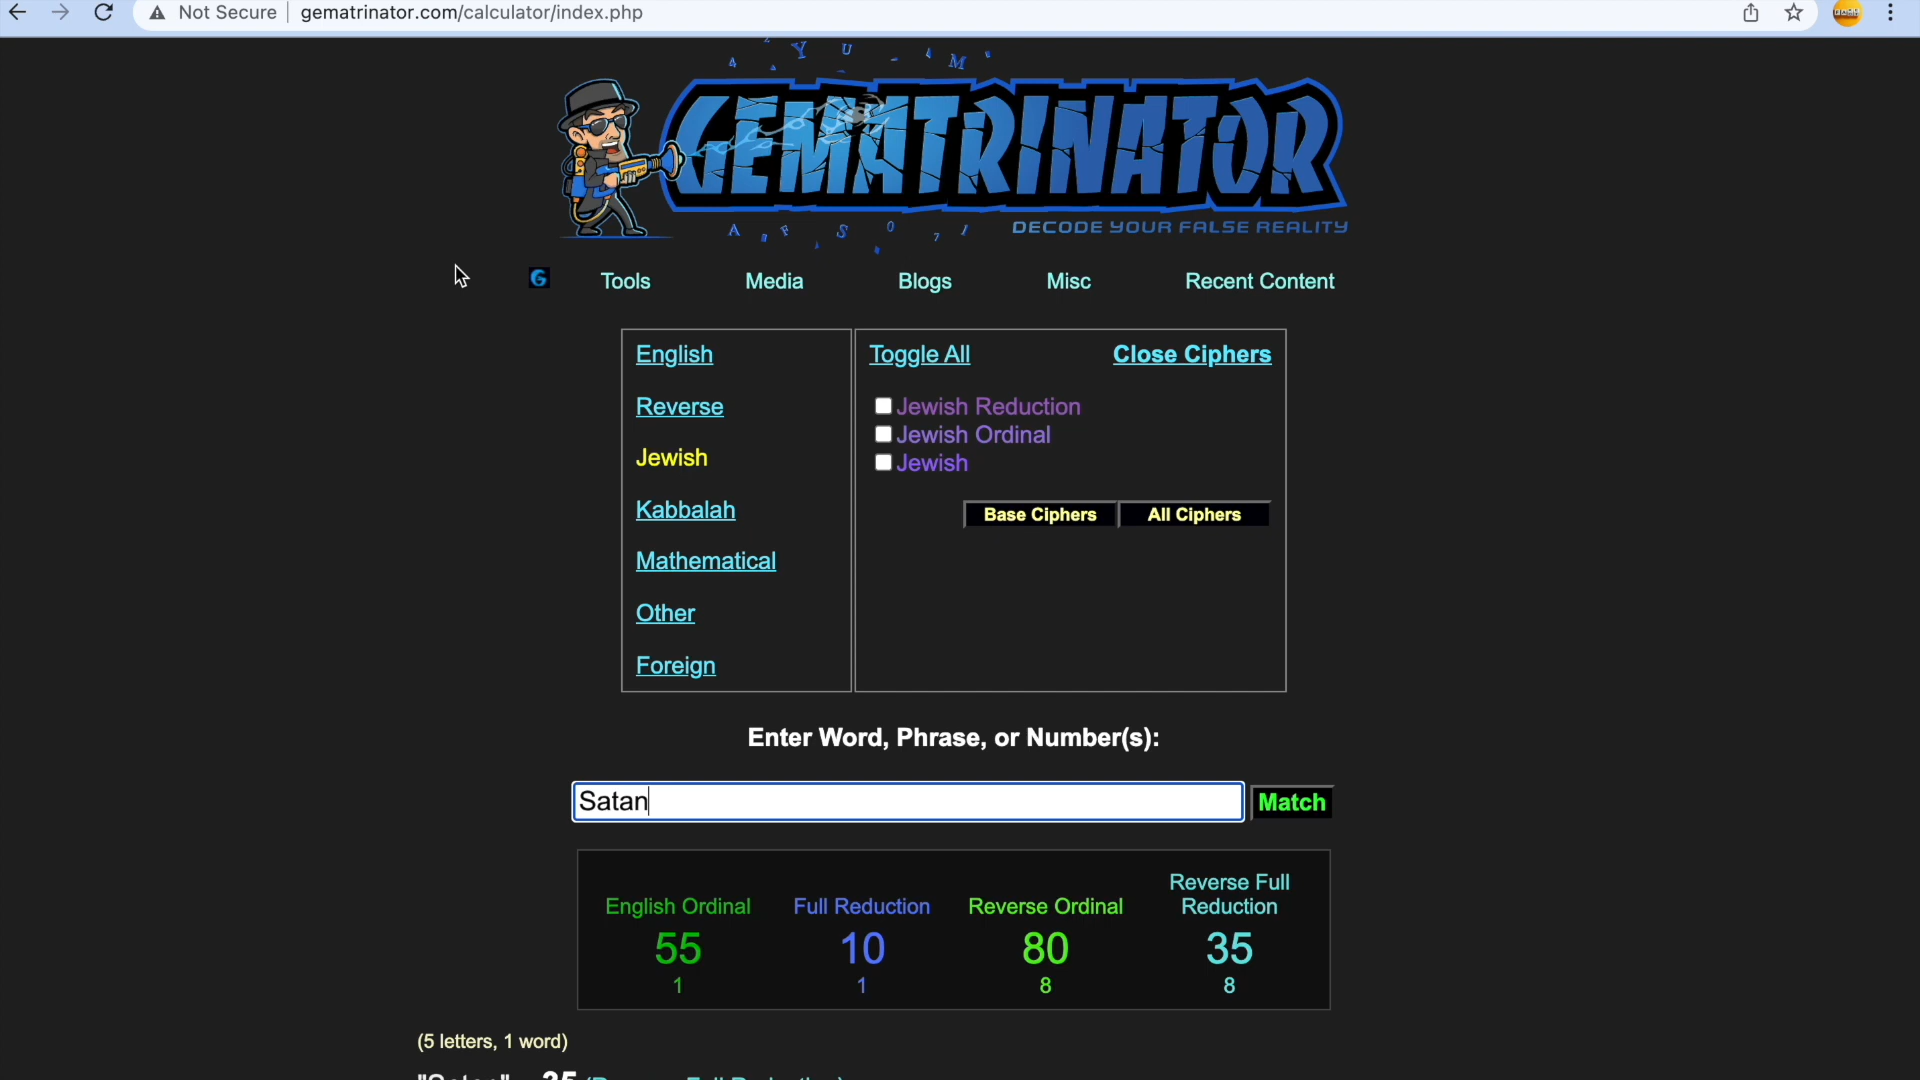 Not Secure gematrinator.com/calculator/index.php
GEMATRINATOR
DECODE YOUR FALSE REALITY
G Tools Media Blogs Misc Recent Content
English
Reverse
Jewish
Kabbalah
Mathematical
Other
Foreign
Toggle All Close Ciphers
Jewish Reduction
Jewish Ordinal
Jewish
Base Ciphers All Ciphers
Enter Word, Phrase, or Number(s):
Satan Match
English Ordinal Full Reduction Reverse Ordinal Reverse Full
Reduction
55 10 80 35
1 1 8 8
(5 letters, 1 word)